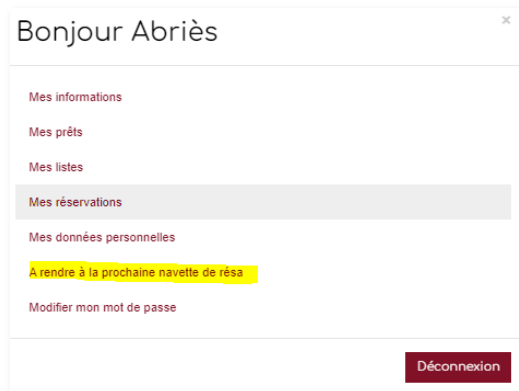 Bonjour Abriès
×
Mes informations
Mes prêts
Mes listes
Mes réservations
Mes données personnelles
A rendre à la prochaine navette de résa
Modifier mon mot de passe
Déconnexion